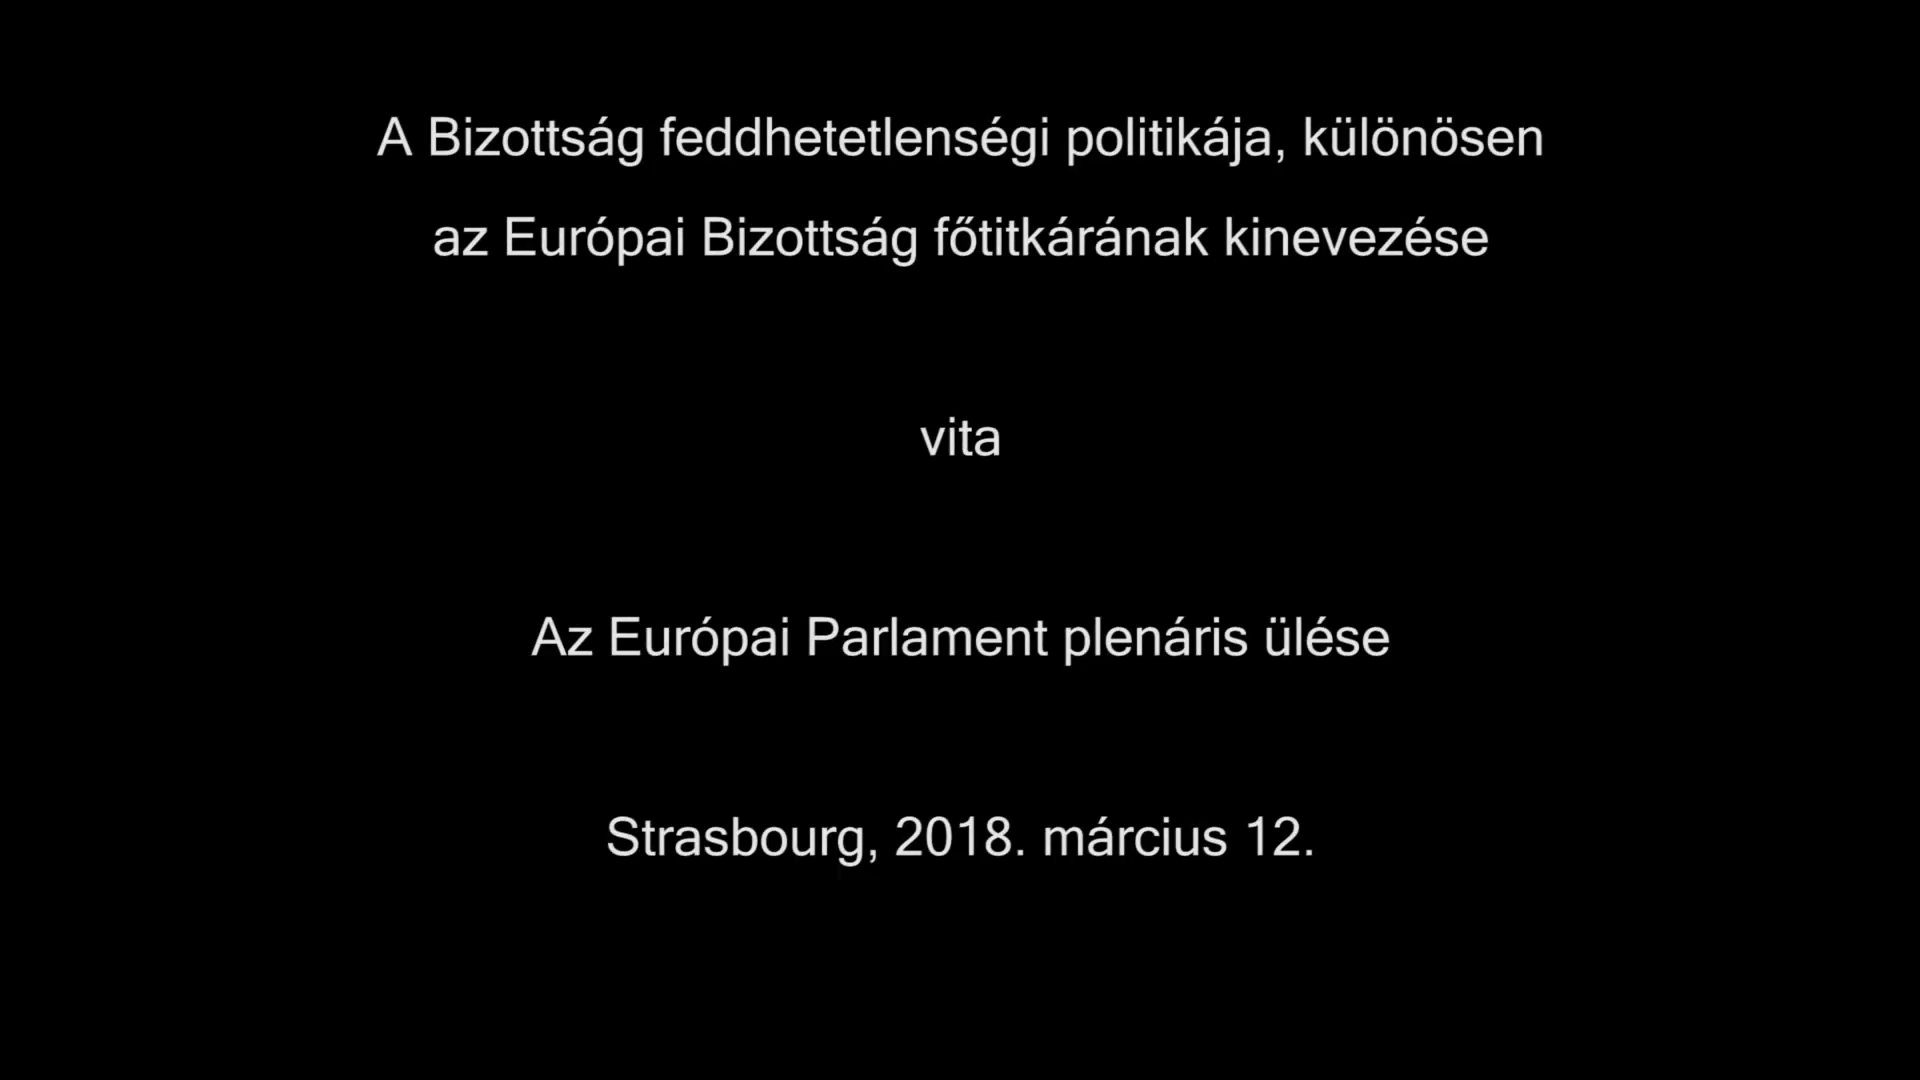 A Bizottság feddhetetlenségi politikája, különösen
az Európai Bizottság főtitkárának kinevezése
vita
Az Európai Parlament plenáris ülése
Strasbourg, 2018. március 12.